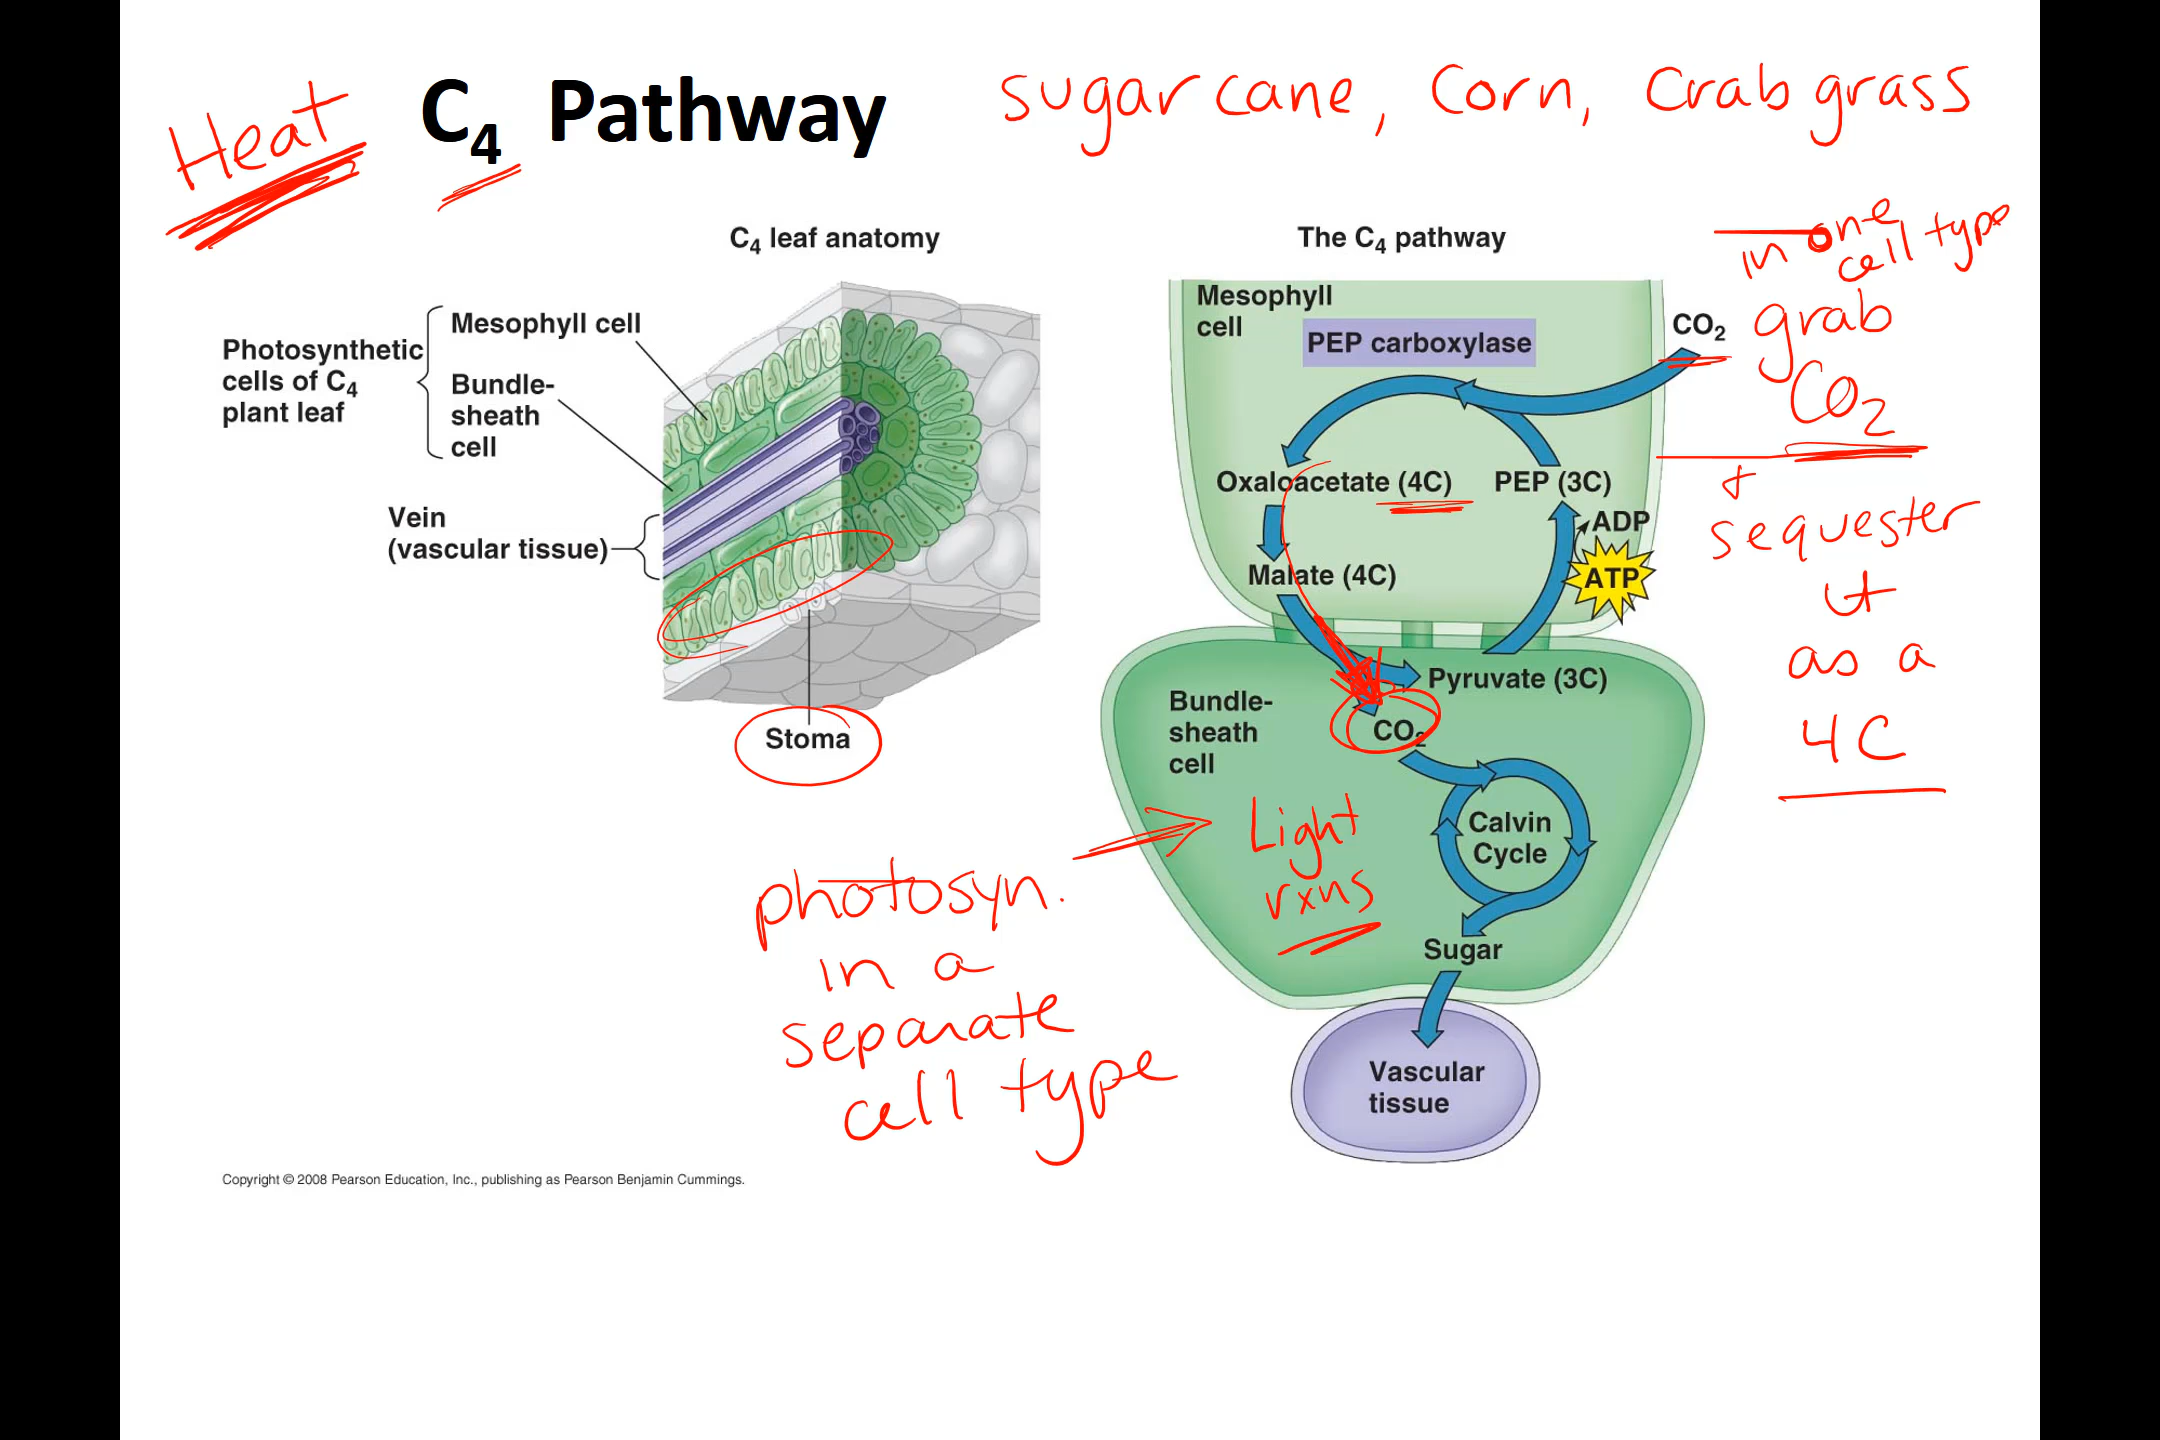 Heat
C4 Pathway
sugarcane, Corn, Crabgrass
C4 leaf anatomy
Photosynthetic
cells of C4
plant leaf
Mesophyll cell
Bundle-
sheath
cell
Vein
(vascular tissue)
Stoma
The C4 pathway
Mesophyll
cell
PEP carboxylase
CO2
Oxaloacetate (4C)
PEP (3C)
ADP
ATP
Malate (4C)
Pyruvate (3C)
Bundle-
sheath
cell
CO2
Light
rxns
Calvin
Cycle
Sugar
Vascular
tissue
in one
cell type
grab
CO2
&
sequester
it
as a
4C
photosyn.
in a
separate
cell type
Copyright © 2008 Pearson Education, Inc., publishing as Pearson Benjamin Cummings.